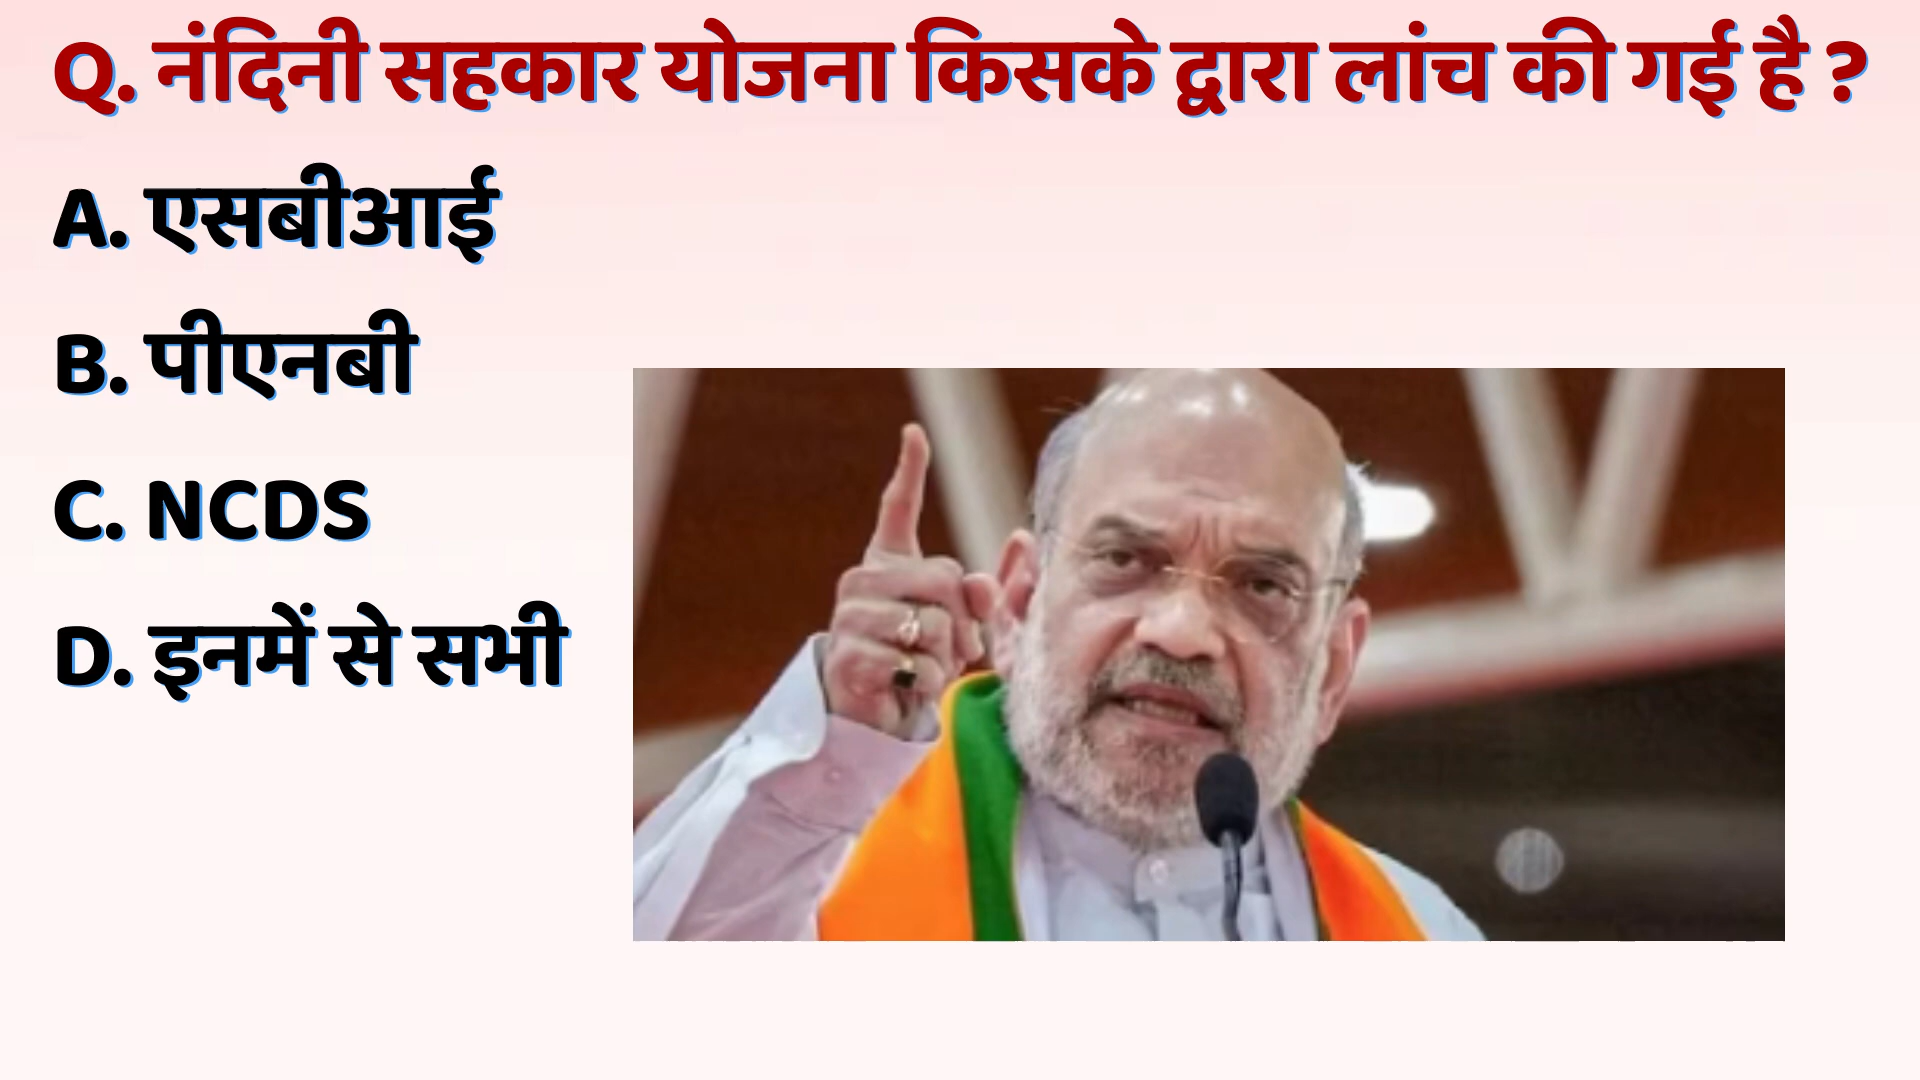 Q. नंदिनी सहकार योजना किसके द्वारा लांच की गई है ?
A. एसबीआई
B. पीएनबी
C. NCDS
D. इनमें से सभी